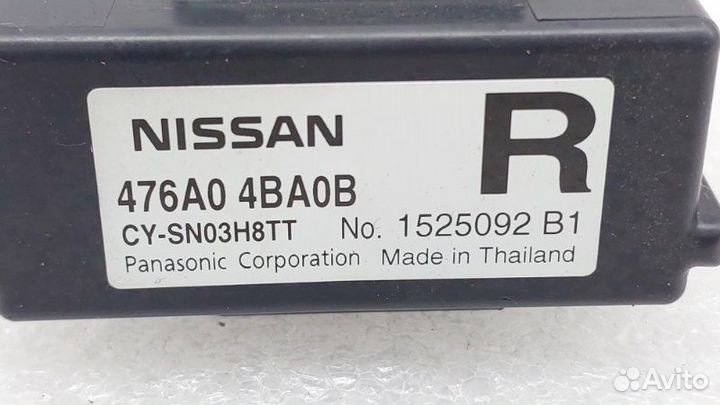 NISSAN
R
476A0 4BA0B
CY-SN03H8TT No. 1525092 B1
Panasonic Corporation Made in Thailand
Avito